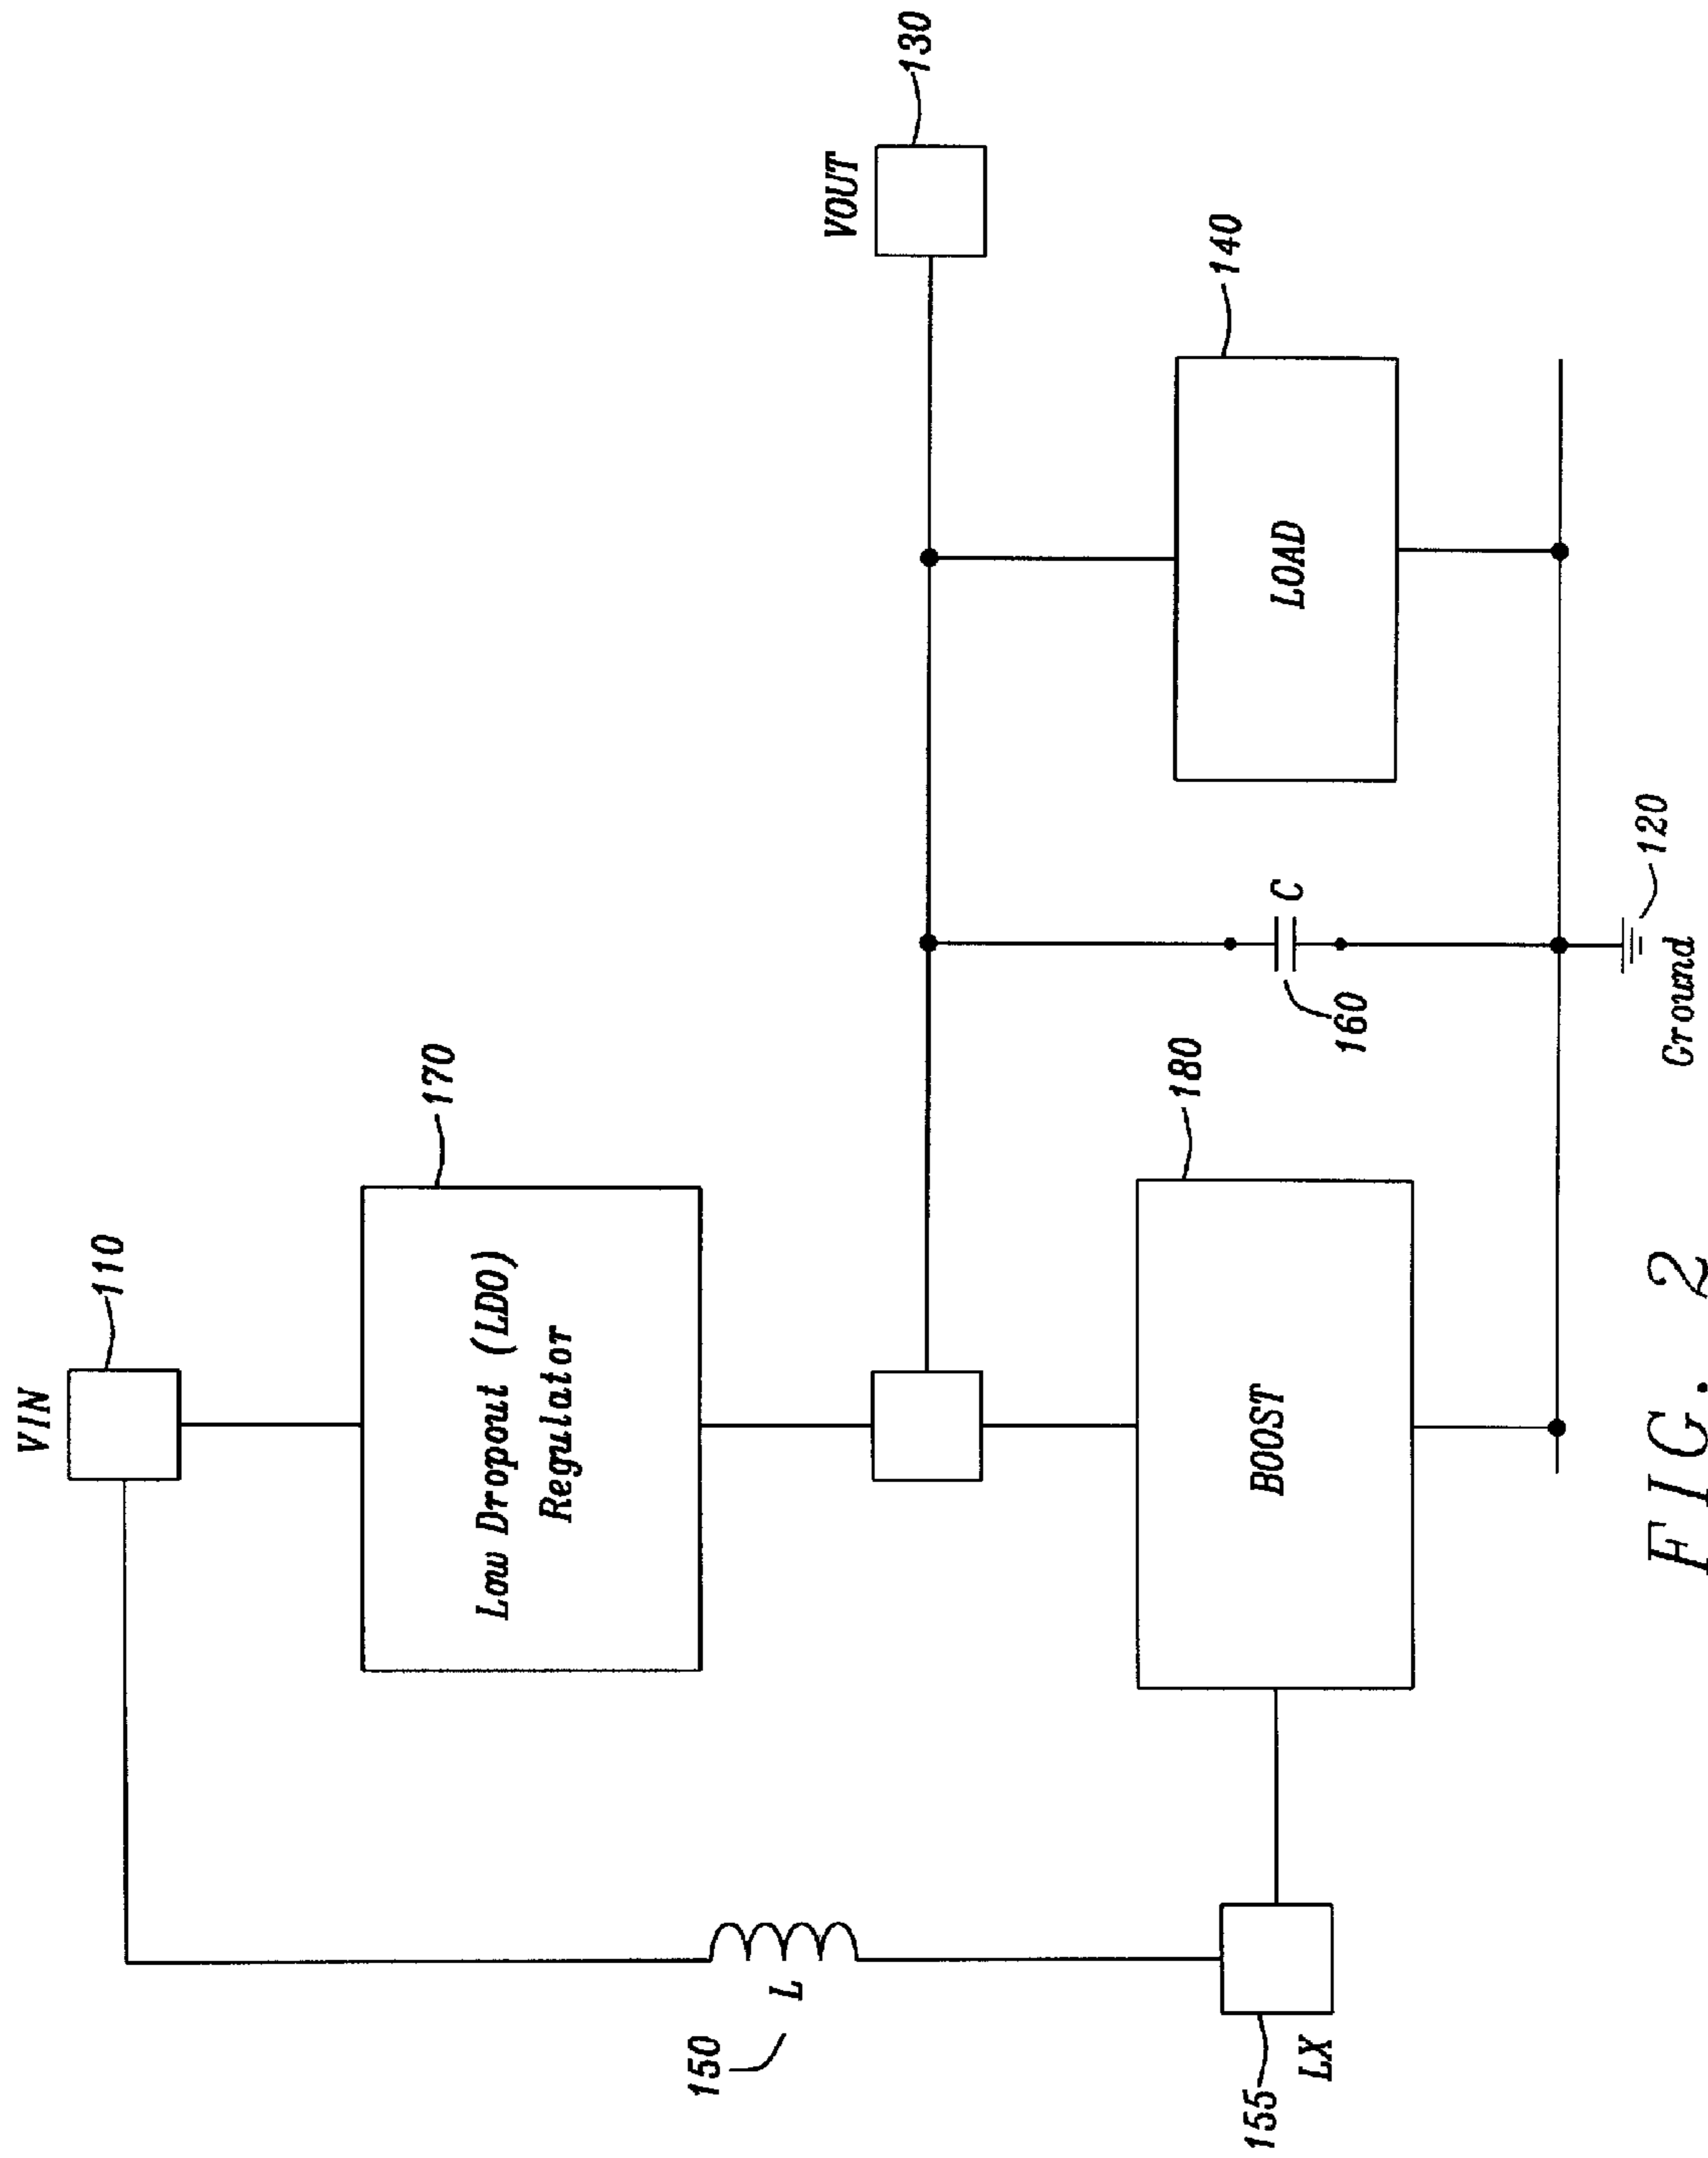 VIN
110
Low Dropout (LDO)
Regulator
170
150
L
VOUT
130
155
LX
BOOST
180
160
C
LOAD
140
120
Ground
FIG. 2